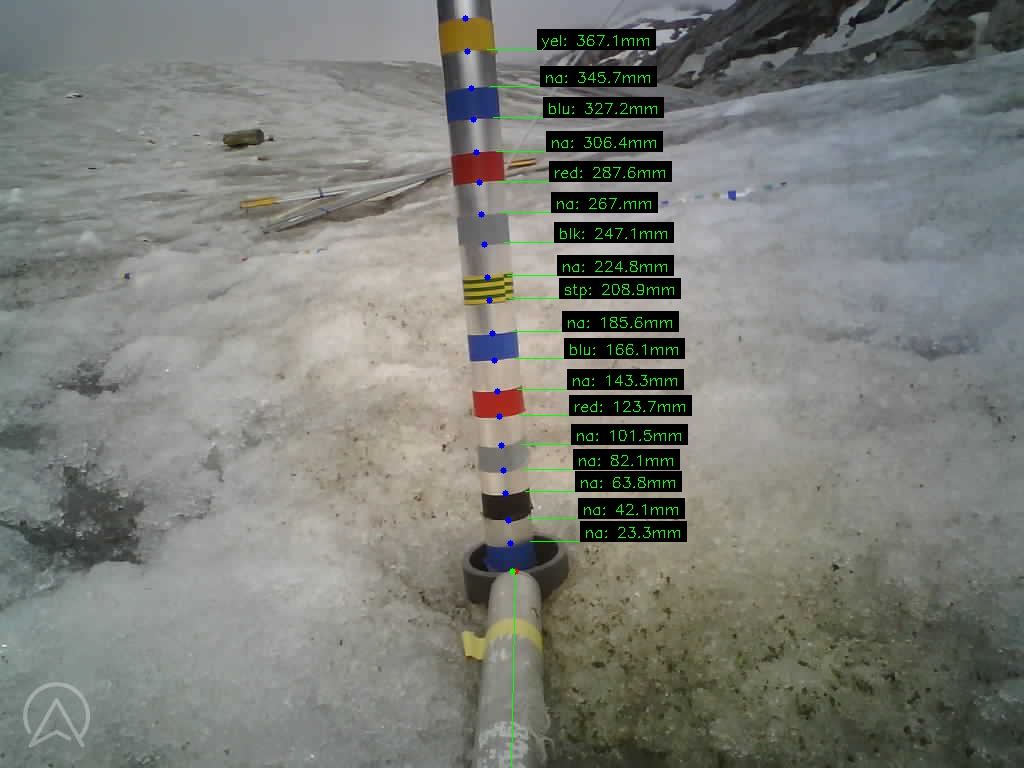 yel: 367.1mm
na: 345.7mm
blu: 327.2mm
na: 306.4mm
red: 287.6mm
na: 267.mm
blk: 247.1mm
na: 224.8mm
stp: 208.9mm
na: 185.6mm
blu: 166.1mm
na: 143.3mm
red: 123.7mm
na: 101.5mm
na: 82.1mm
na: 63.8mm
na: 42.1mm
na: 23.3mm